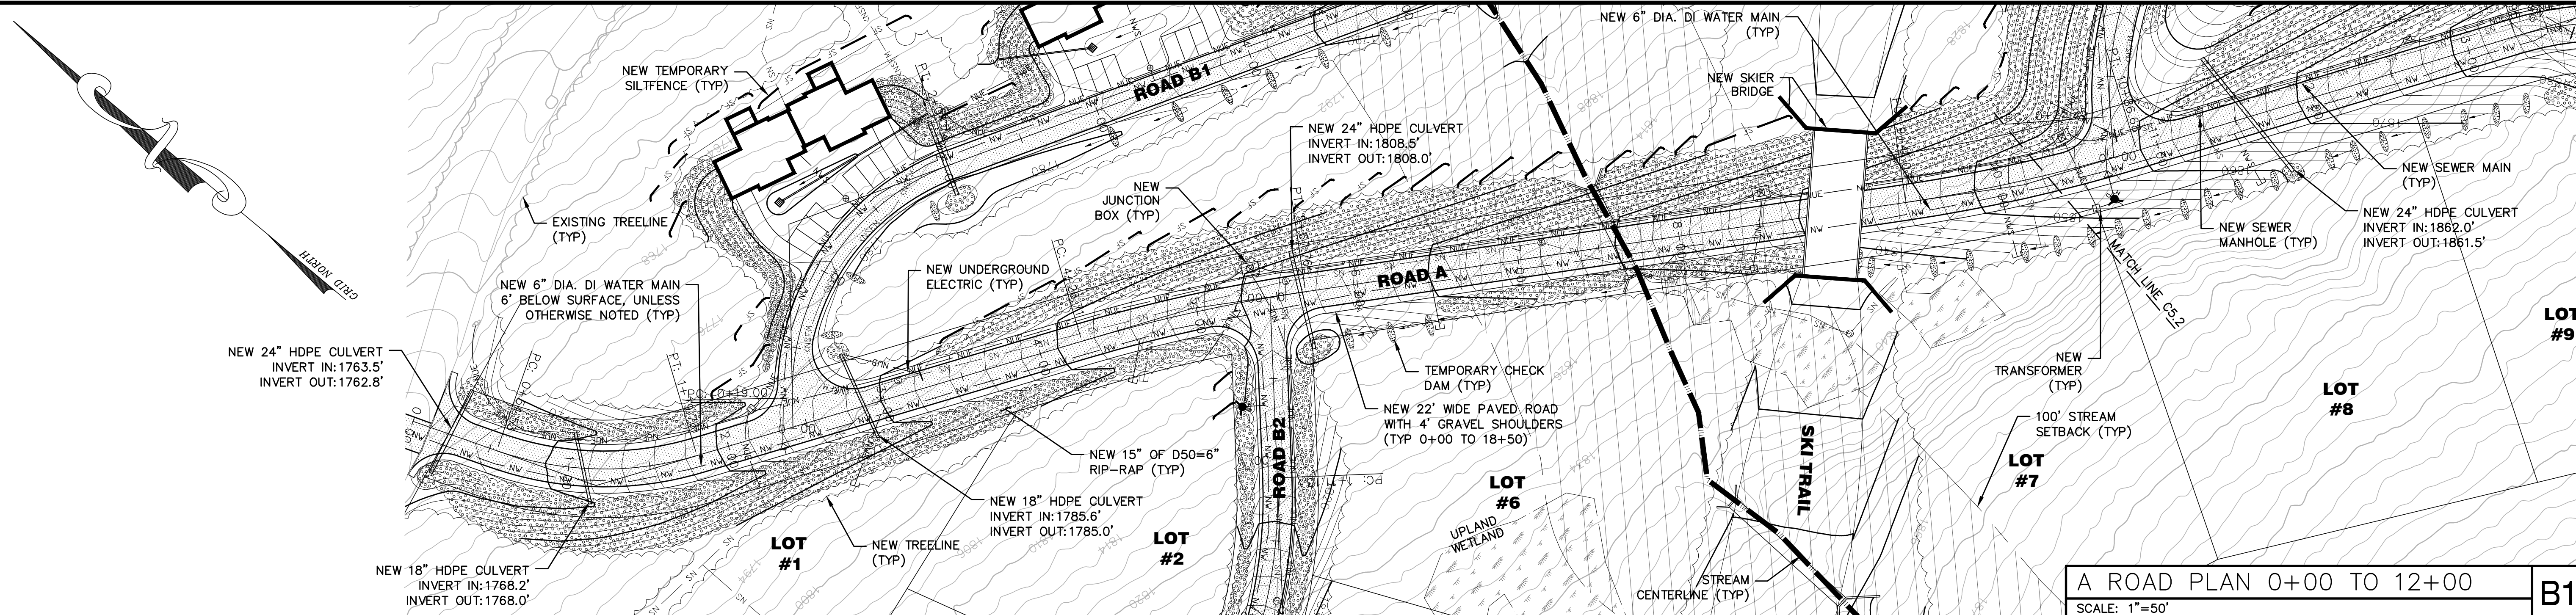 GRID NORTH
NEW TEMPORARY
SILTFENCE (TYP)
EXISTING TREELINE
(TYP)
ROAD B1
NEW 6" DIA. DI WATER MAIN
(TYP)
NEW SKIER
BRIDGE
NEW 24" HDPE CULVERT
INVERT IN:1808.5'
INVERT OUT:1808.0'
NEW
JUNCTION
BOX (TYP)
NEW SEWER MAIN
(TYP)
NEW 24" HDPE CULVERT
INVERT IN:1862.0'
INVERT OUT:1861.5'
NEW SEWER
MANHOLE (TYP)
MATCH LINE C5.2
NEW UNDERGROUND
ELECTRIC (TYP)
ROAD A
NEW 6" DIA. DI WATER MAIN
6' BELOW SURFACE, UNLESS
OTHERWISE NOTED (TYP)
NEW 24" HDPE CULVERT
INVERT IN:1763.5'
INVERT OUT:1762.8'
PC: 0+19.00
TEMPORARY CHECK
DAM (TYP)
NEW 22' WIDE PAVED ROAD
WITH 4' GRAVEL SHOULDERS
(TYP 0+00 TO 18+50)
NEW
TRANSFORMER
(TYP)
LOT
#9
LOT
#8
100' STREAM
SETBACK (TYP)
LOT
#7
NEW 15" OF D50=6"
RIP-RAP (TYP)
ROAD B2
SKI TRAIL
LOT
#6
UPLAND
WETLAND
NEW 18" HDPE CULVERT
INVERT IN:1785.6'
INVERT OUT:1785.0'
NEW TREELINE
(TYP)
LOT
#1
LOT
#2
NEW 18" HDPE CULVERT
INVERT IN:1768.2'
INVERT OUT:1768.0'
STREAM
CENTERLINE (TYP)
A ROAD PLAN 0+00 TO 12+00
SCALE: 1"=50'
B1